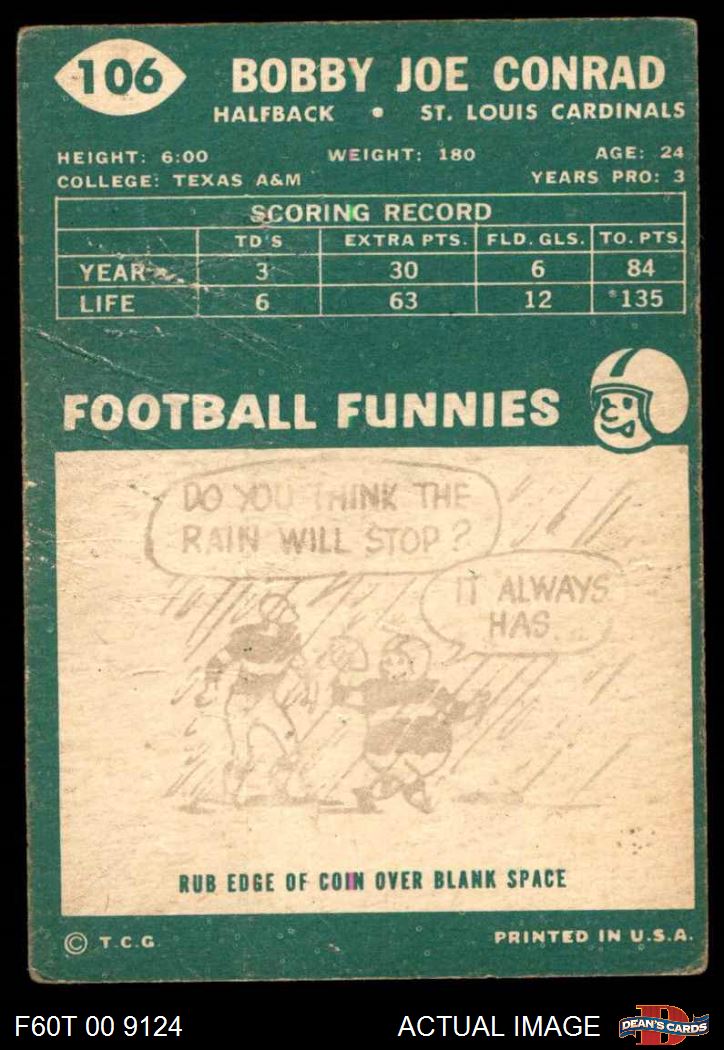 106
BOBBY JOE CONRAD
HALFBACK • ST. LOUIS CARDINALS
HEIGHT: 6:00 WEIGHT: 180 AGE: 24
COLLEGE: TEXAS A&M YEARS PRO: 3
SCORING RECORD
TD'S EXTRA PTS. FLD. GLS. TO. PTS.
YEAR 3 30 6 84
LIFE 6 63 12 *135
FOOTBALL FUNNIES
DO YOU THINK THE
RAIN WILL STOP?
IT ALWAYS
HAS.
RUB EDGE OF COIN OVER BLANK SPACE
© T.C.G. PRINTED IN U.S.A.
F60T 00 9124 ACTUAL IMAGE D
DEAN'S CARDS